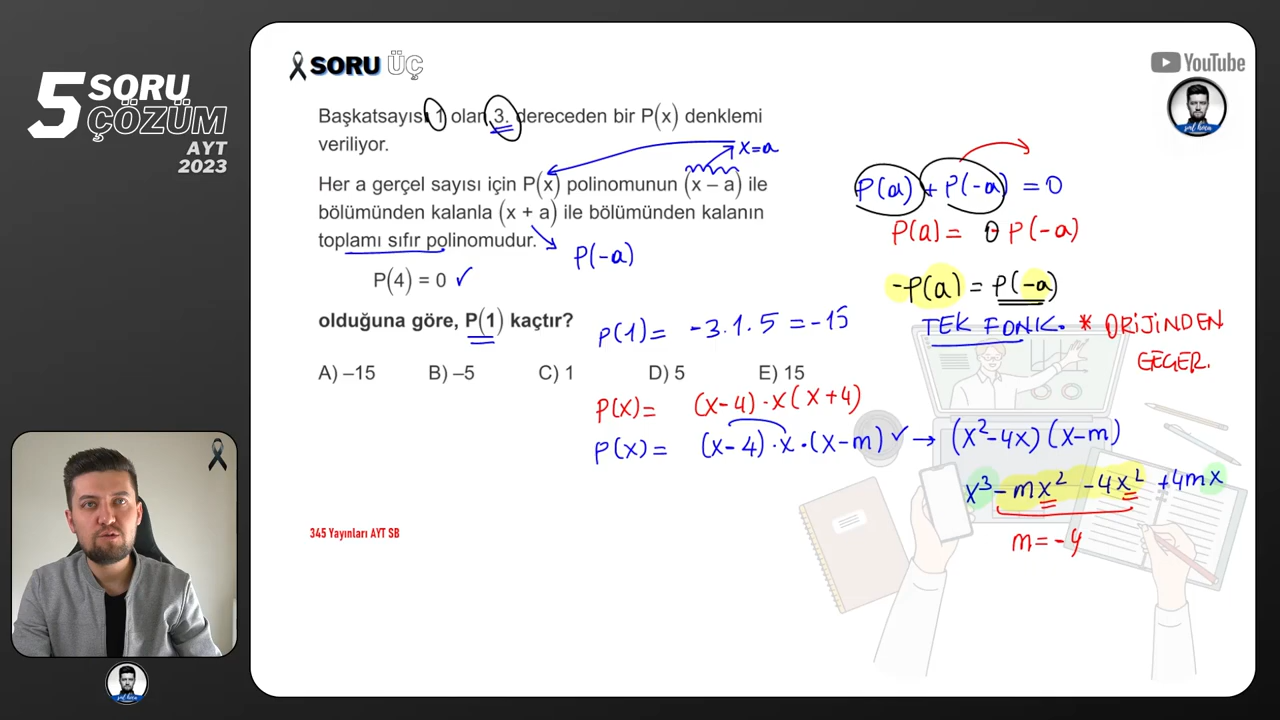 5 SORU
ÇÖZÜM
AYT
2023
SORU ÜÇ
YouTube
Başkatsayısı 1 olan 3. dereceden bir P(x) denklemi
veriliyor.
x=a
Her a gerçel sayısı için P(x) polinomunun (x – a) ile
bölümünden kalanla (x + a) ile bölümünden kalanın
toplamı sıfır polinomudur.
P(-a)
P(4) = 0 ✓
olduğuna göre, P(1) kaçtır?
P(1)= -3.1.5 = -15
A) –15 B) –5 C) 1 D) 5 E) 15
P(x)= (x-4)·x(x+4)
P(x)= (x-4)·x·(x-m) ✓ → (x²-4x)(x-m)
x³-mx²-4x²+4mx
m=-4
P(a)+P(-a)=0
P(a)= 0-P(-a)
-P(a)=P(-a)
TEK FONK. * ORİJİNDEN
GEÇER.
345 Yayınları AYT SB